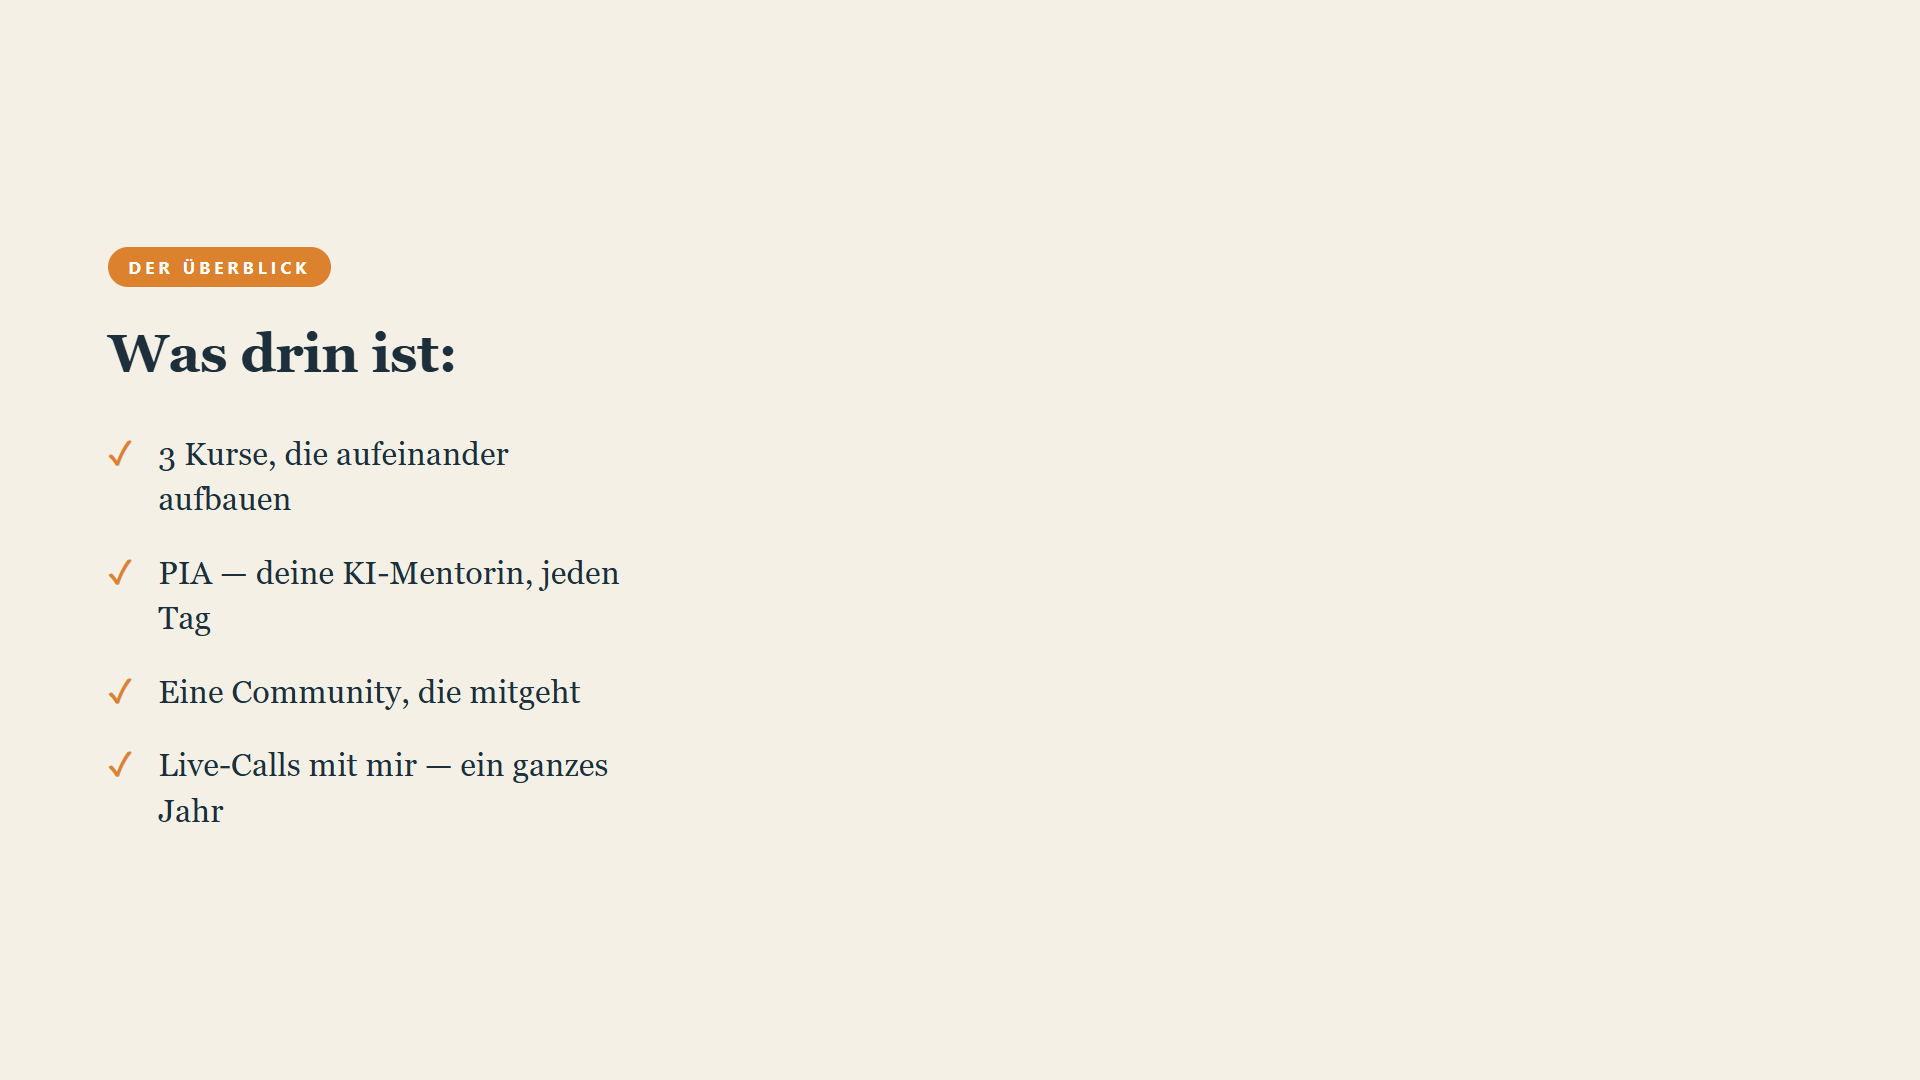 DER ÜBERBLICK
Was drin ist:
✓ 3 Kurse, die aufeinander
aufbauen
✓ PIA — deine KI-Mentorin, jeden
Tag
✓ Eine Community, die mitgeht
✓ Live-Calls mit mir — ein ganzes
Jahr